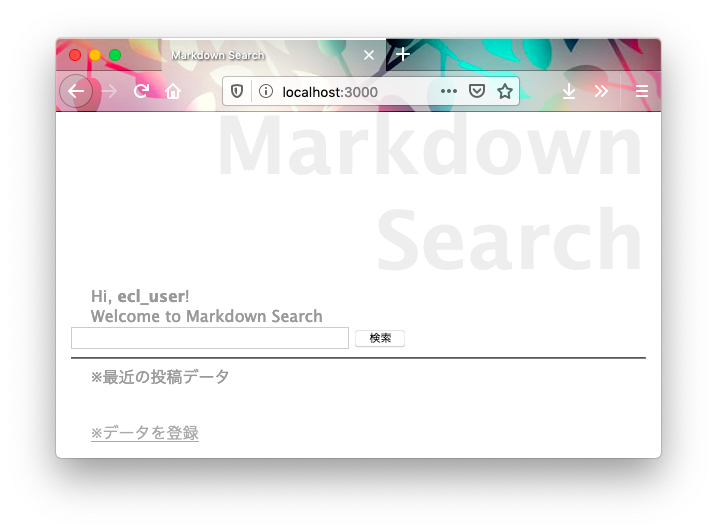 Markdown Search
localhost:3000
Markdown
Search
Hi, ecl_user!
Welcome to Markdown Search
検索
※最近の投稿データ
※データを登録